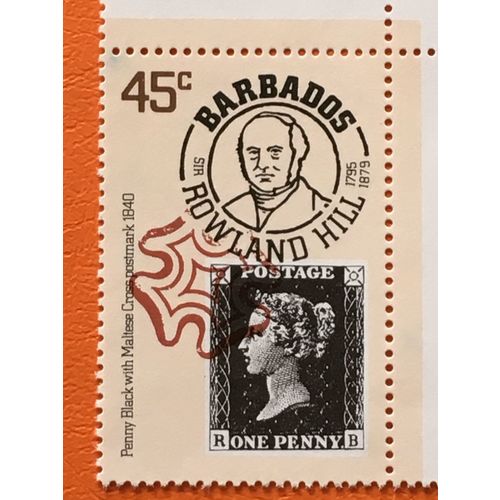 45c
BARBADOS
SIR ROWLAND HILL 1795 1879
Penny Black with Maltese Cross postmark 1840
POSTAGE
R ONE PENNY B